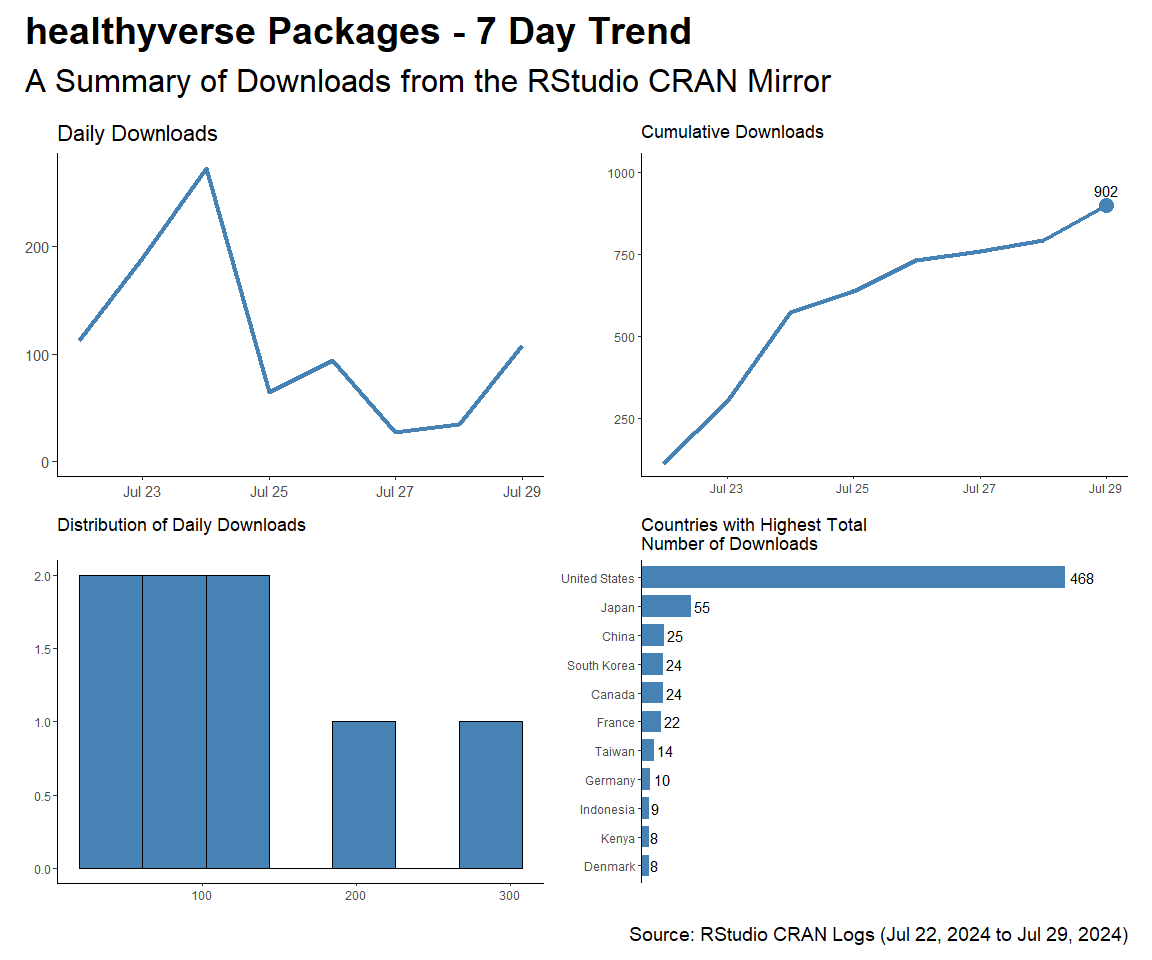 healthyverse Packages - 7 Day Trend
A Summary of Downloads from the RStudio CRAN Mirror
Daily Downloads
200
100
0
Jul 23
Jul 25
Jul 27
Jul 29
Cumulative Downloads
1000
750
500
250
902
Jul 23
Jul 25
Jul 27
Jul 29
Distribution of Daily Downloads
2.0
1.5
1.0
0.5
0.0
100
200
300
Countries with Highest Total
Number of Downloads
United States 468
Japan 55
China 25
South Korea 24
Canada 24
France 22
Taiwan 14
Germany 10
Indonesia 9
Kenya 8
Denmark 8
Source: RStudio CRAN Logs (Jul 22, 2024 to Jul 29, 2024)